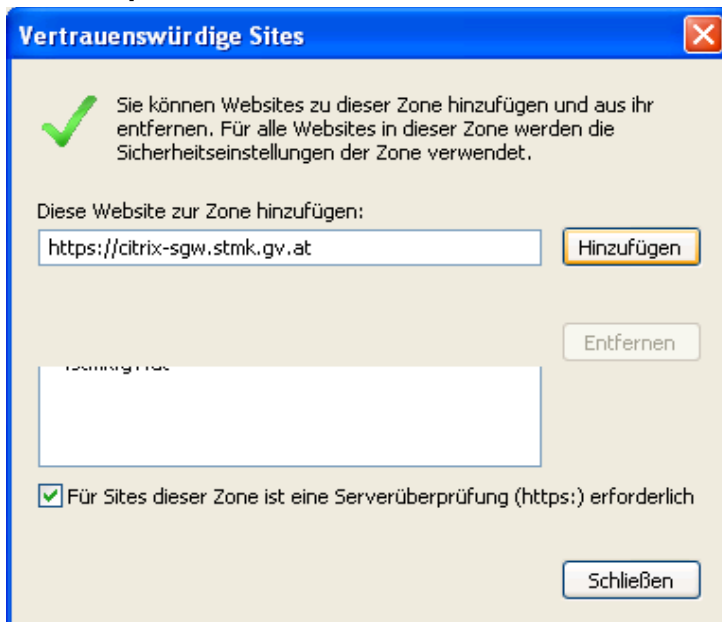 Vertrauenswürdige Sites
Sie können Websites zu dieser Zone hinzufügen und aus ihr
entfernen. Für alle Websites in dieser Zone werden die
Sicherheitseinstellungen der Zone verwendet.
Diese Website zur Zone hinzufügen:
https://citrix-sgw.stmk.gv.at
Hinzufügen
Entfernen
Für Sites dieser Zone ist eine Serverüberprüfung (https:) erforderlich
Schließen